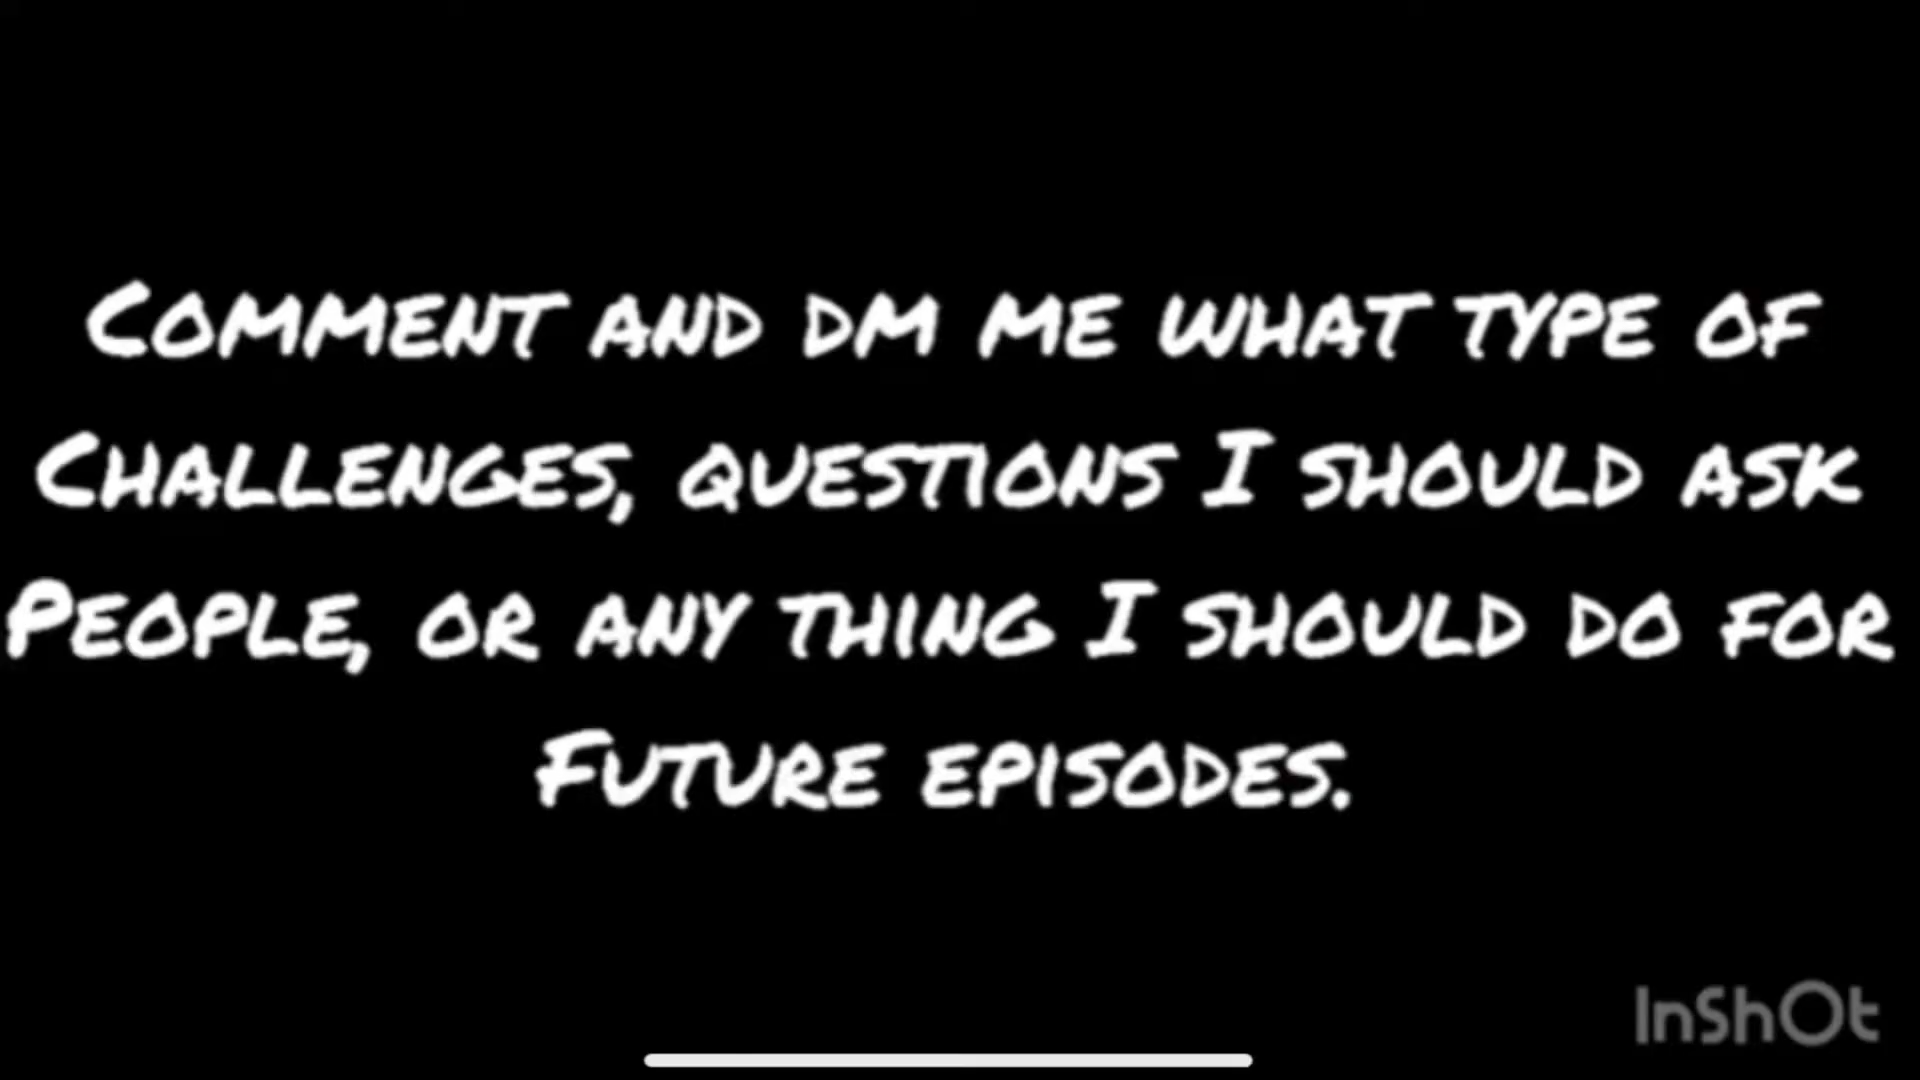 Comment and dm me what type of
Challenges, questions I should ask
People, or any thing I should do for
Future episodes.
InShOt